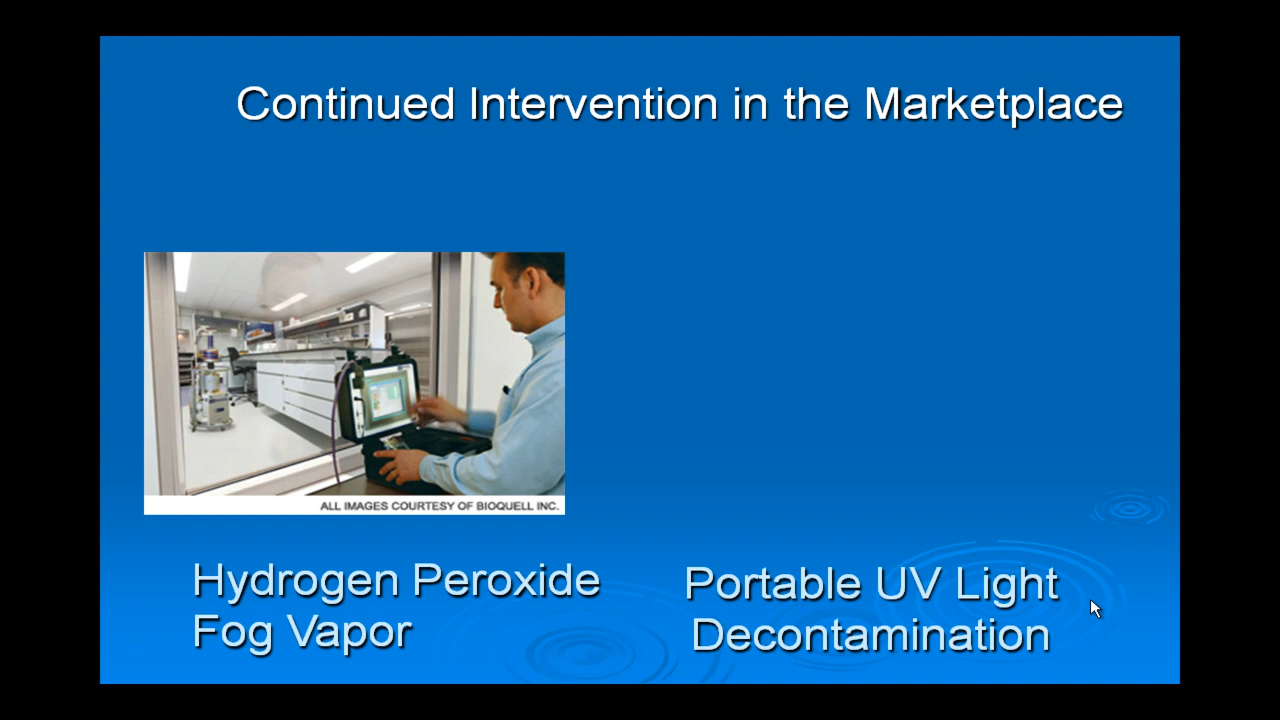 Continued Intervention in the Marketplace
ALL IMAGES COURTESY OF BIOQUELL INC.
Hydrogen Peroxide
Fog Vapor
Portable UV Light
Decontamination